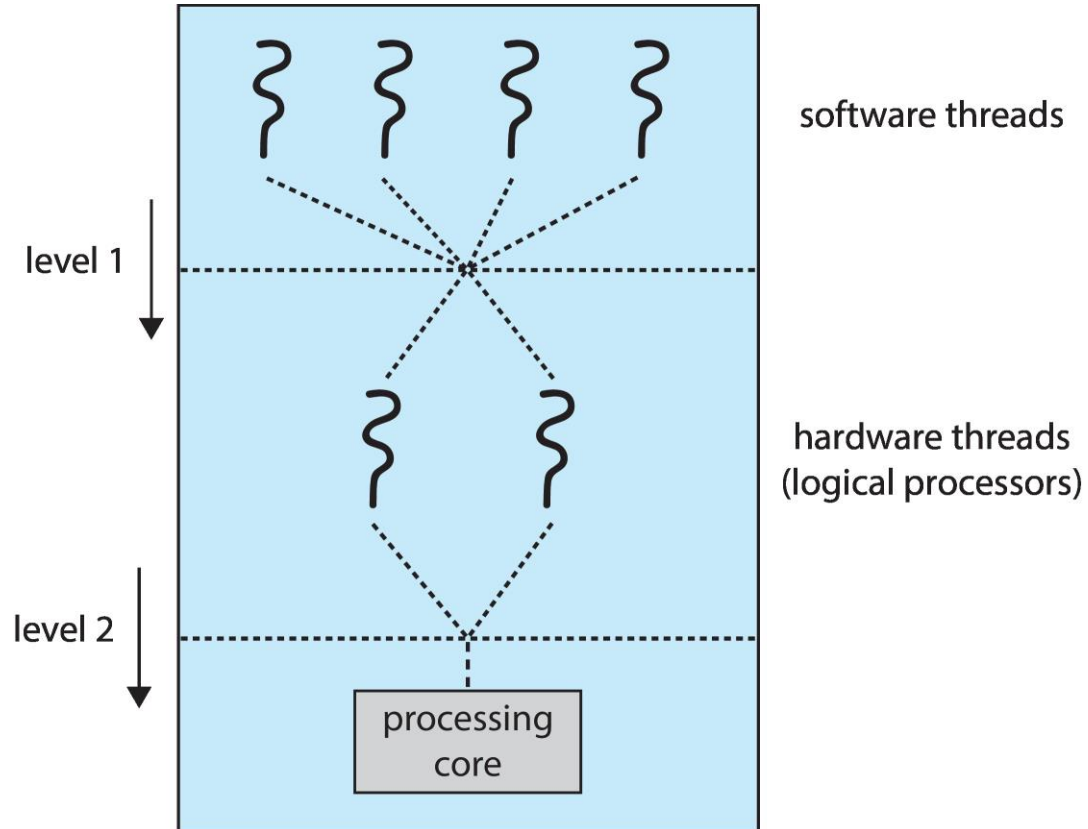 software threads
level 1
hardware threads
(logical processors)
level 2
processing
core